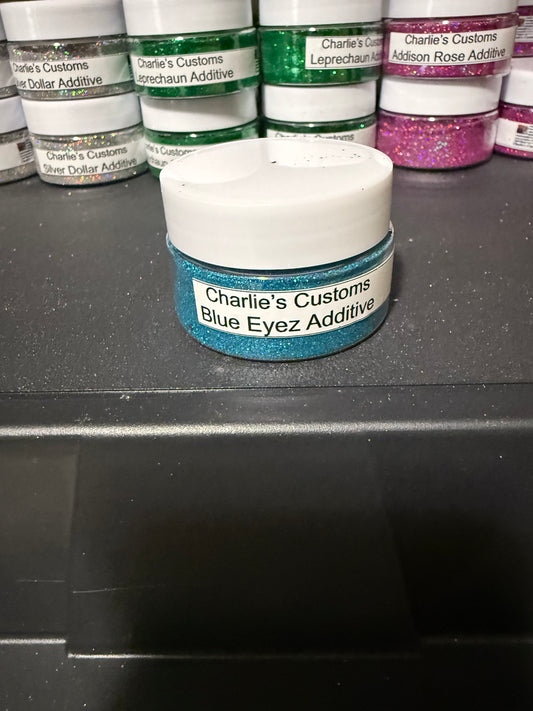 Charlie's Customs
Dollar Additive
Charlie's Customs
Leprechaun Additive
Charlie's Customs
Leprechaun
Charlie's Customs
Addison Rose Additive
Charlie's Customs
Silver Dollar Additive
Customs
Additive
Charlie's Customs
Blue Eyez Additive